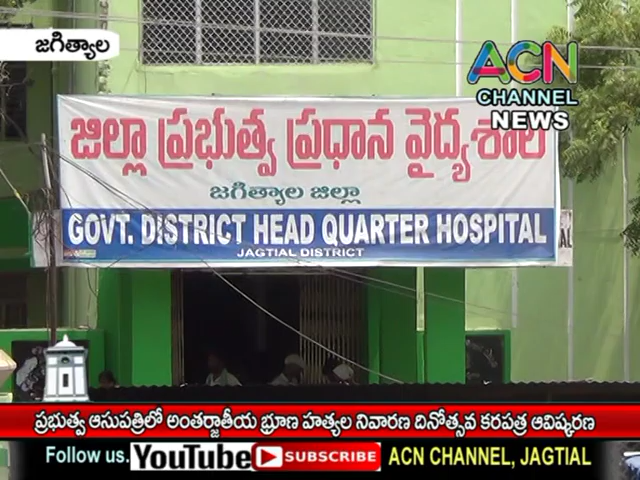 జగిత్యాల
ACN
CHANNEL
NEWS
జిల్లా ప్రభుత్వ ప్రధాన వైద్యశాల
జగిత్యాల జిల్లా
GOVT. DISTRICT HEAD QUARTER HOSPITAL
JAGTIAL DISTRICT
ప్రభుత్వ ఆసుపత్రిలో అంతర్జాతీయ భ్రూణ హత్యల నివారణ దినోత్సవ కరపత్ర ఆవిష్కరణ
Follow us. YouTube SUBSCRIBE ACN CHANNEL, JAGTIAL